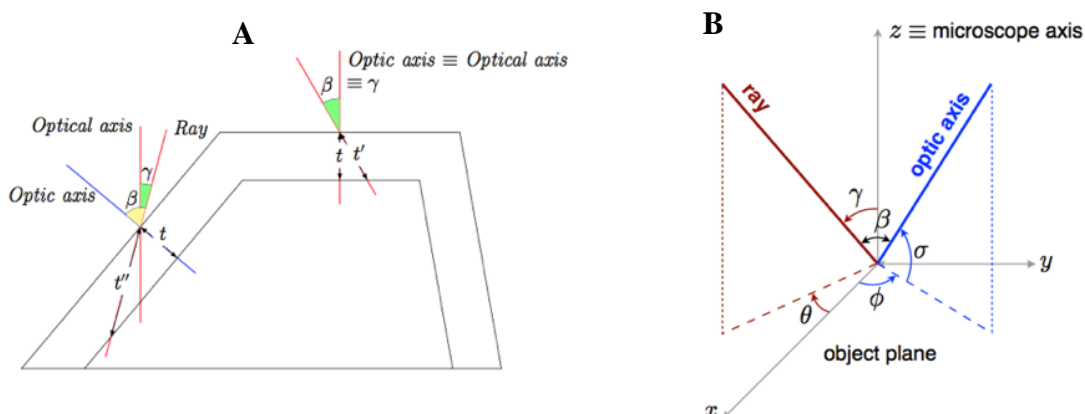 A
Optic axis ≡ Optical axis
β
≡ γ
Optical axis
Ray
t
t′
γ
Optic axis
β
t
t″
B
z ≡ microscope axis
ray
optic axis
γ
β
σ
y
θ
ϕ
object plane
x